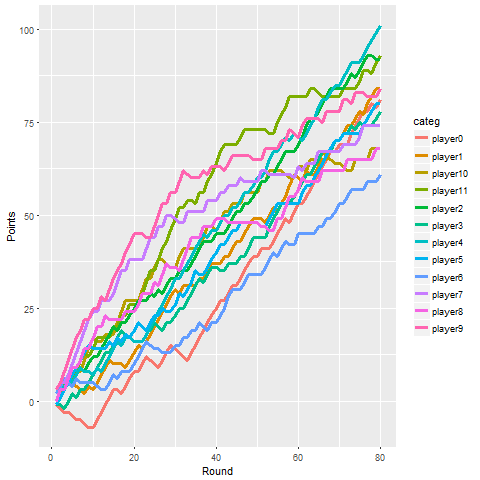 100
75
50
25
0
Points
0
20
40
60
80
Round
categ
player0
player1
player10
player11
player2
player3
player4
player5
player6
player7
player8
player9